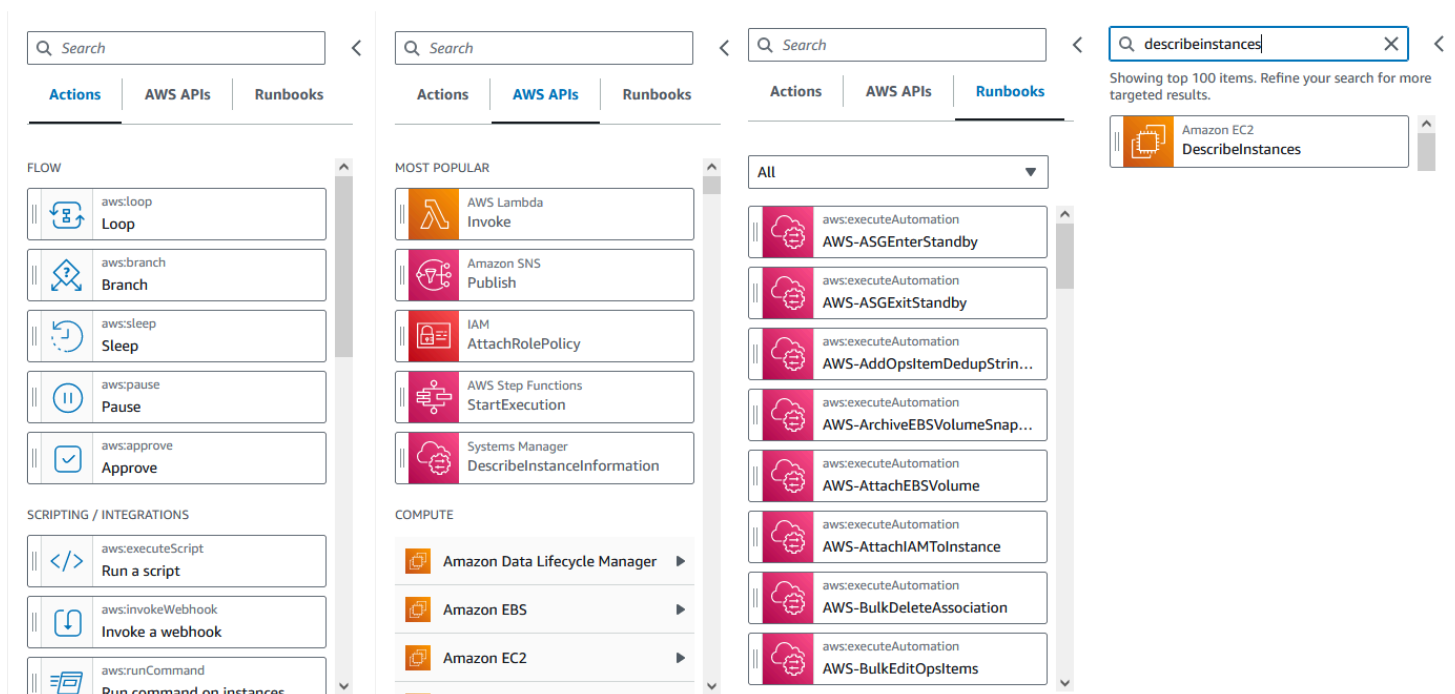 Search
Actions
AWS APIs
Runbooks
FLOW
aws:loop
Loop
aws:branch
Branch
aws:sleep
Sleep
aws:pause
Pause
aws:approve
Approve
SCRIPTING / INTEGRATIONS
aws:executeScript
Run a script
aws:invokeWebhook
Invoke a webhook
aws:runCommand
Run command on instances
Search
Actions
AWS APIs
Runbooks
MOST POPULAR
AWS Lambda
Invoke
Amazon SNS
Publish
IAM
AttachRolePolicy
AWS Step Functions
StartExecution
Systems Manager
DescribeInstanceInformation
COMPUTE
Amazon Data Lifecycle Manager
Amazon EBS
Amazon EC2
Search
Actions
AWS APIs
Runbooks
All
aws:executeAutomation
AWS-ASGEnterStandby
aws:executeAutomation
AWS-ASGExitStandby
aws:executeAutomation
AWS-AddOpsItemDedupStrin...
aws:executeAutomation
AWS-ArchiveEBSVolumeSnap...
aws:executeAutomation
AWS-AttachEBSVolume
aws:executeAutomation
AWS-AttachIAMToInstance
aws:executeAutomation
AWS-BulkDeleteAssociation
aws:executeAutomation
AWS-BulkEditOpsItems
describeinstances
Showing top 100 items. Refine your search for more
targeted results.
Amazon EC2
DescribeInstances